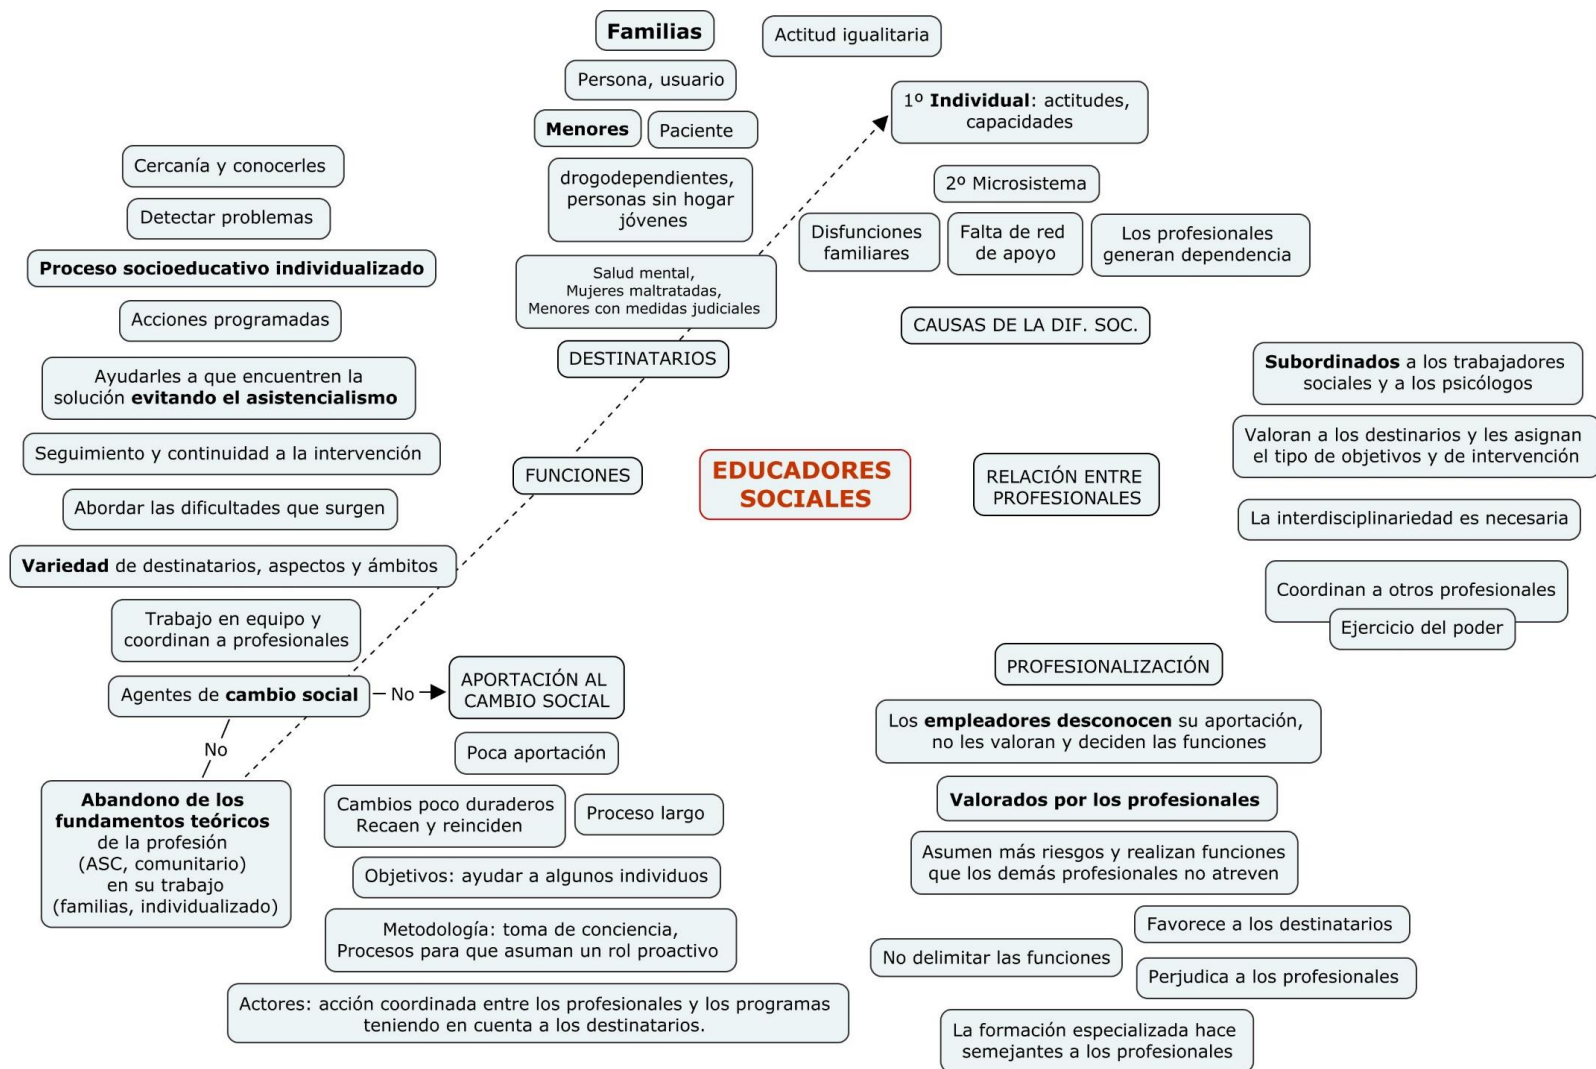 Familias
Actitud igualitaria
Persona, usuario
Menores
Paciente
1º Individual: actitudes,
capacidades
drogodependientes,
personas sin hogar
jóvenes
2º Microsistema
Disfunciones
familiares
Falta de red
de apoyo
Los profesionales
generan dependencia
Salud mental,
Mujeres maltratadas,
Menores con medidas judiciales
CAUSAS DE LA DIF. SOC.
DESTINATARIOS
Cercanía y conocerles
Detectar problemas
Proceso socioeducativo individualizado
Acciones programadas
Ayudarles a que encuentren la
solución evitando el asistencialismo
Seguimiento y continuidad a la intervención
Abordar las dificultades que surgen
Variedad de destinatarios, aspectos y ámbitos
Trabajo en equipo y
coordinan a profesionales
Agentes de cambio social
No
No
Abandono de los
fundamentos teóricos
de la profesión
(ASC, comunitario)
en su trabajo
(familias, individualizado)
FUNCIONES
EDUCADORES
SOCIALES
RELACIÓN ENTRE
PROFESIONALES
Subordinados a los trabajadores
sociales y a los psicólogos
Valoran a los destinarios y les asignan
el tipo de objetivos y de intervención
La interdisciplinariedad es necesaria
Coordinan a otros profesionales
Ejercicio del poder
APORTACIÓN AL
CAMBIO SOCIAL
Poca aportación
Cambios poco duraderos
Recaen y reinciden
Proceso largo
Objetivos: ayudar a algunos individuos
Metodología: toma de conciencia,
Procesos para que asuman un rol proactivo
Actores: acción coordinada entre los profesionales y los programas
teniendo en cuenta a los destinatarios.
PROFESIONALIZACIÓN
Los empleadores desconocen su aportación,
no les valoran y deciden las funciones
Valorados por los profesionales
Asumen más riesgos y realizan funciones
que los demás profesionales no atreven
Favorece a los destinatarios
No delimitar las funciones
Perjudica a los profesionales
La formación especializada hace
semejantes a los profesionales